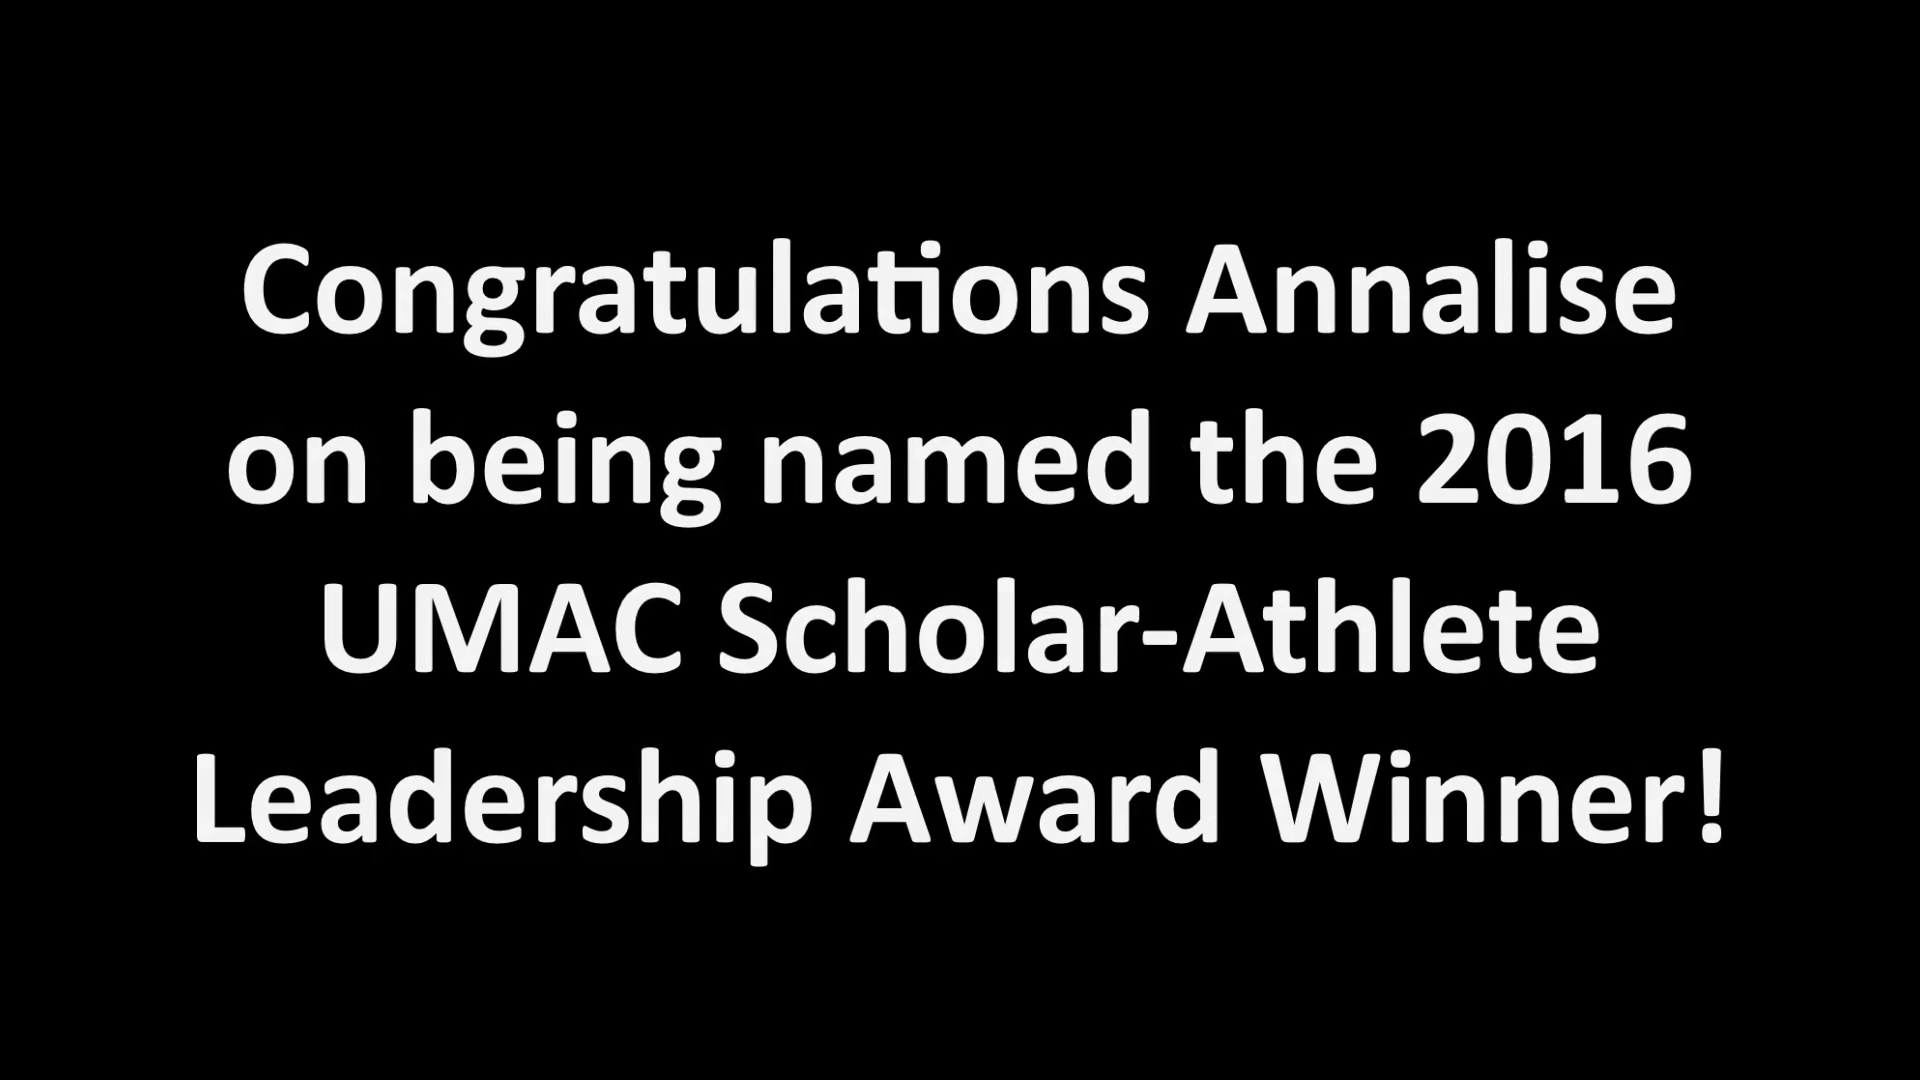 Congratulations Annalise
on being named the 2016
UMAC Scholar-Athlete
Leadership Award Winner!